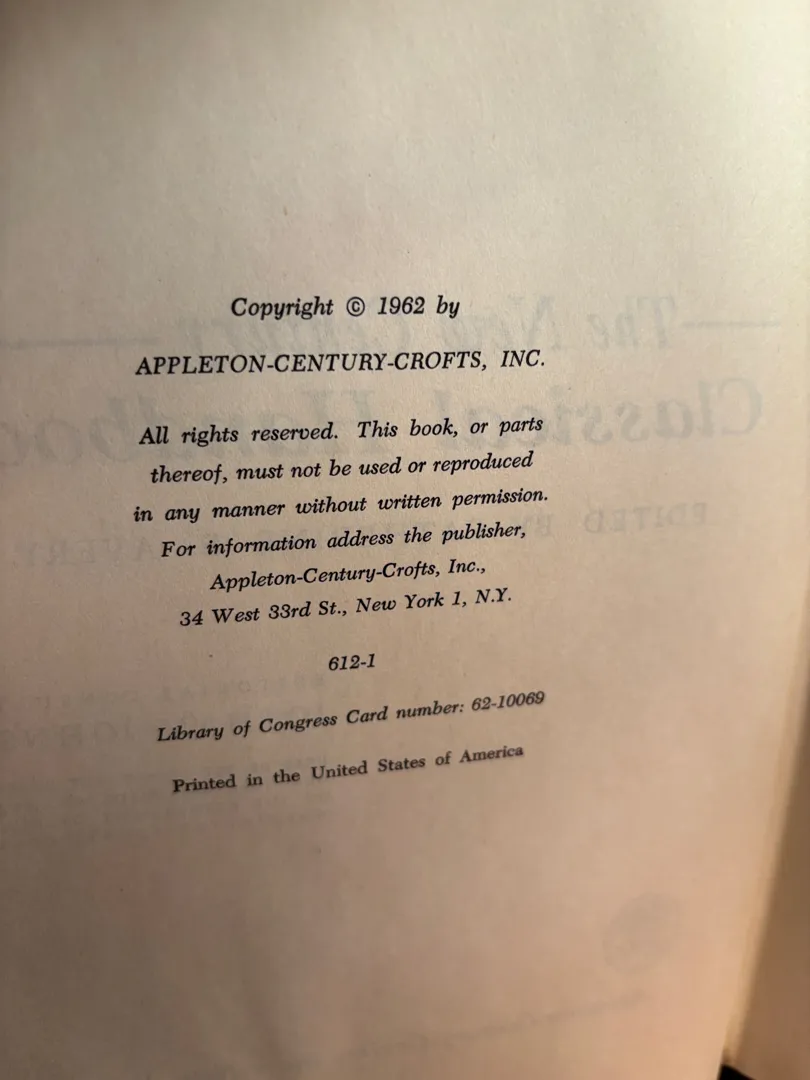 Copyright © 1962 by
APPLETON-CENTURY-CROFTS, INC.
All rights reserved. This book, or parts
thereof, must not be used or reproduced
in any manner without written permission.
For information address the publisher,
Appleton-Century-Crofts, Inc.,
34 West 33rd St., New York 1, N.Y.
612-1
Library of Congress Card number: 62-10069
Printed in the United States of America